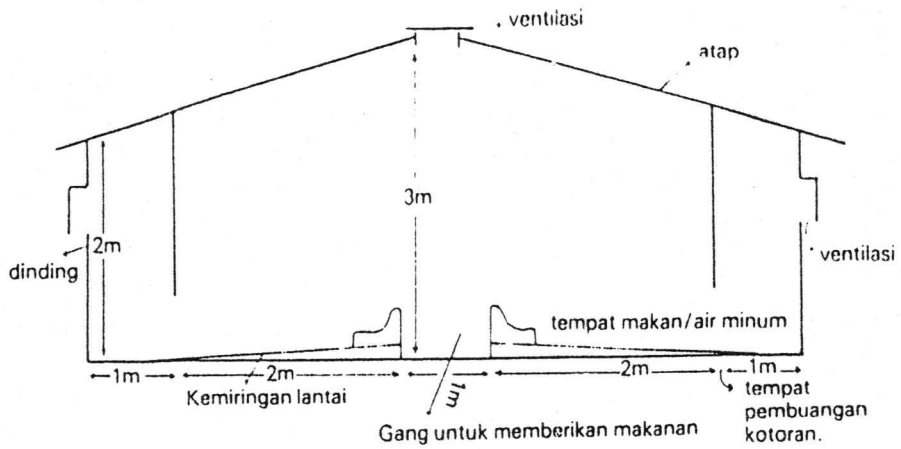 ventilasi
atap
3m
2m
dinding
ventilasi
tempat makan/air minum
1m
2m
1m
2m
1m
Kemiringan lantai
tempat
pembuangan
kotoran.
Gang untuk memberikan makanan